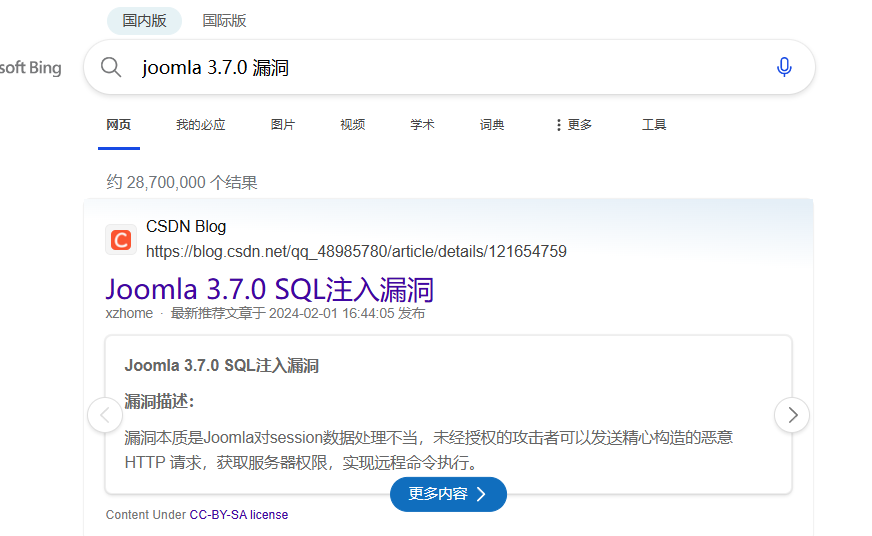 国内版 国际版
soft Bing joomla 3.7.0 漏洞
网页 我的必应 图片 视频 学术 词典 更多 工具
约 28,700,000 个结果
CSDN Blog
https://blog.csdn.net/qq_48985780/article/details/121654759
Joomla 3.7.0 SQL注入漏洞
xzhome · 最新推荐文章于 2024-02-01 16:44:05 发布
Joomla 3.7.0 SQL注入漏洞
漏洞描述：
漏洞本质是Joomla对session数据处理不当，未经授权的攻击者可以发送精心构造的恶意
HTTP 请求，获取服务器权限，实现远程命令执行。
更多内容
Content Under CC-BY-SA license